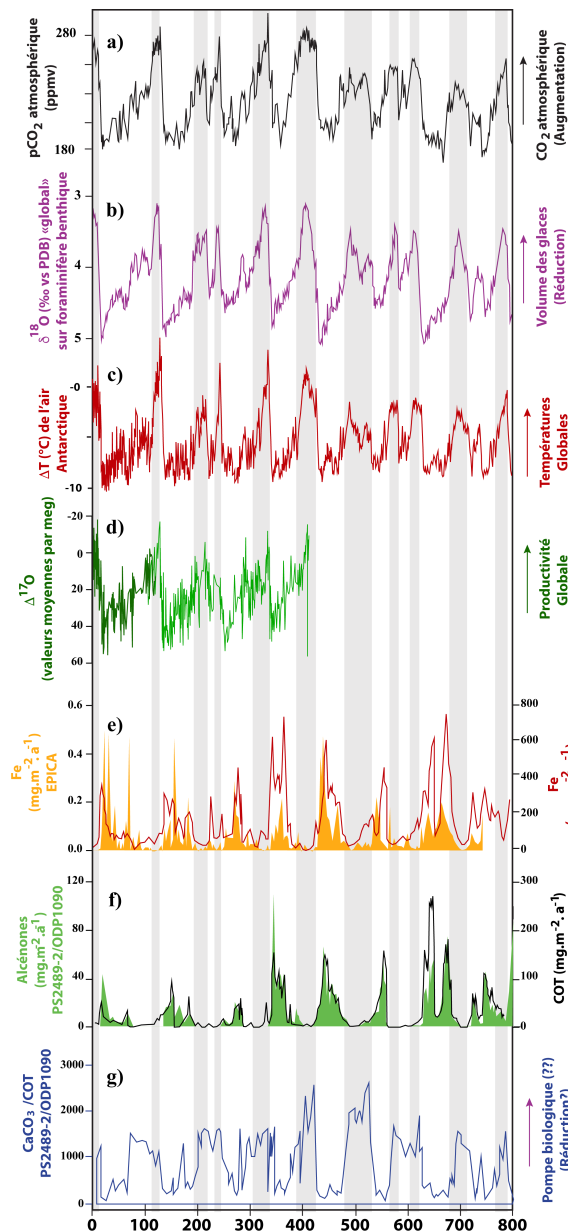 a)
280
180
pCO2 atmosphérique
(ppmv)
CO2 atmosphérique
(Augmentation)
b)
3
4
5
δ 18 O (‰ vs PDB) «global»
sur foraminifère benthique
Volume des glaces
(Réduction)
c)
-0
-10
ΔT (°C) de l'air
Antarctique
Températures
Globales
d)
-20
0
20
40
60
Δ17O
(valeurs moyennes par meg)
Productivité
Globale
e)
0.6
0.4
0.2
0.0
Fe
EPICA
(mg.m-2.a-1)
800
600
400
200
0
Fe
-2 -1)
f)
120
80
40
0
Alcénones
(mg.m-2.a-1)
PS2489-2/ODP1090
300
200
100
0
COT (mg.m-2.a-1)
g)
3000
2000
1000
0
CaCO3 /COT
PS2489-2/ODP1090
Pompe biologique (??)
(Réduction?)
0 100 200 300 400 500 600 700 800